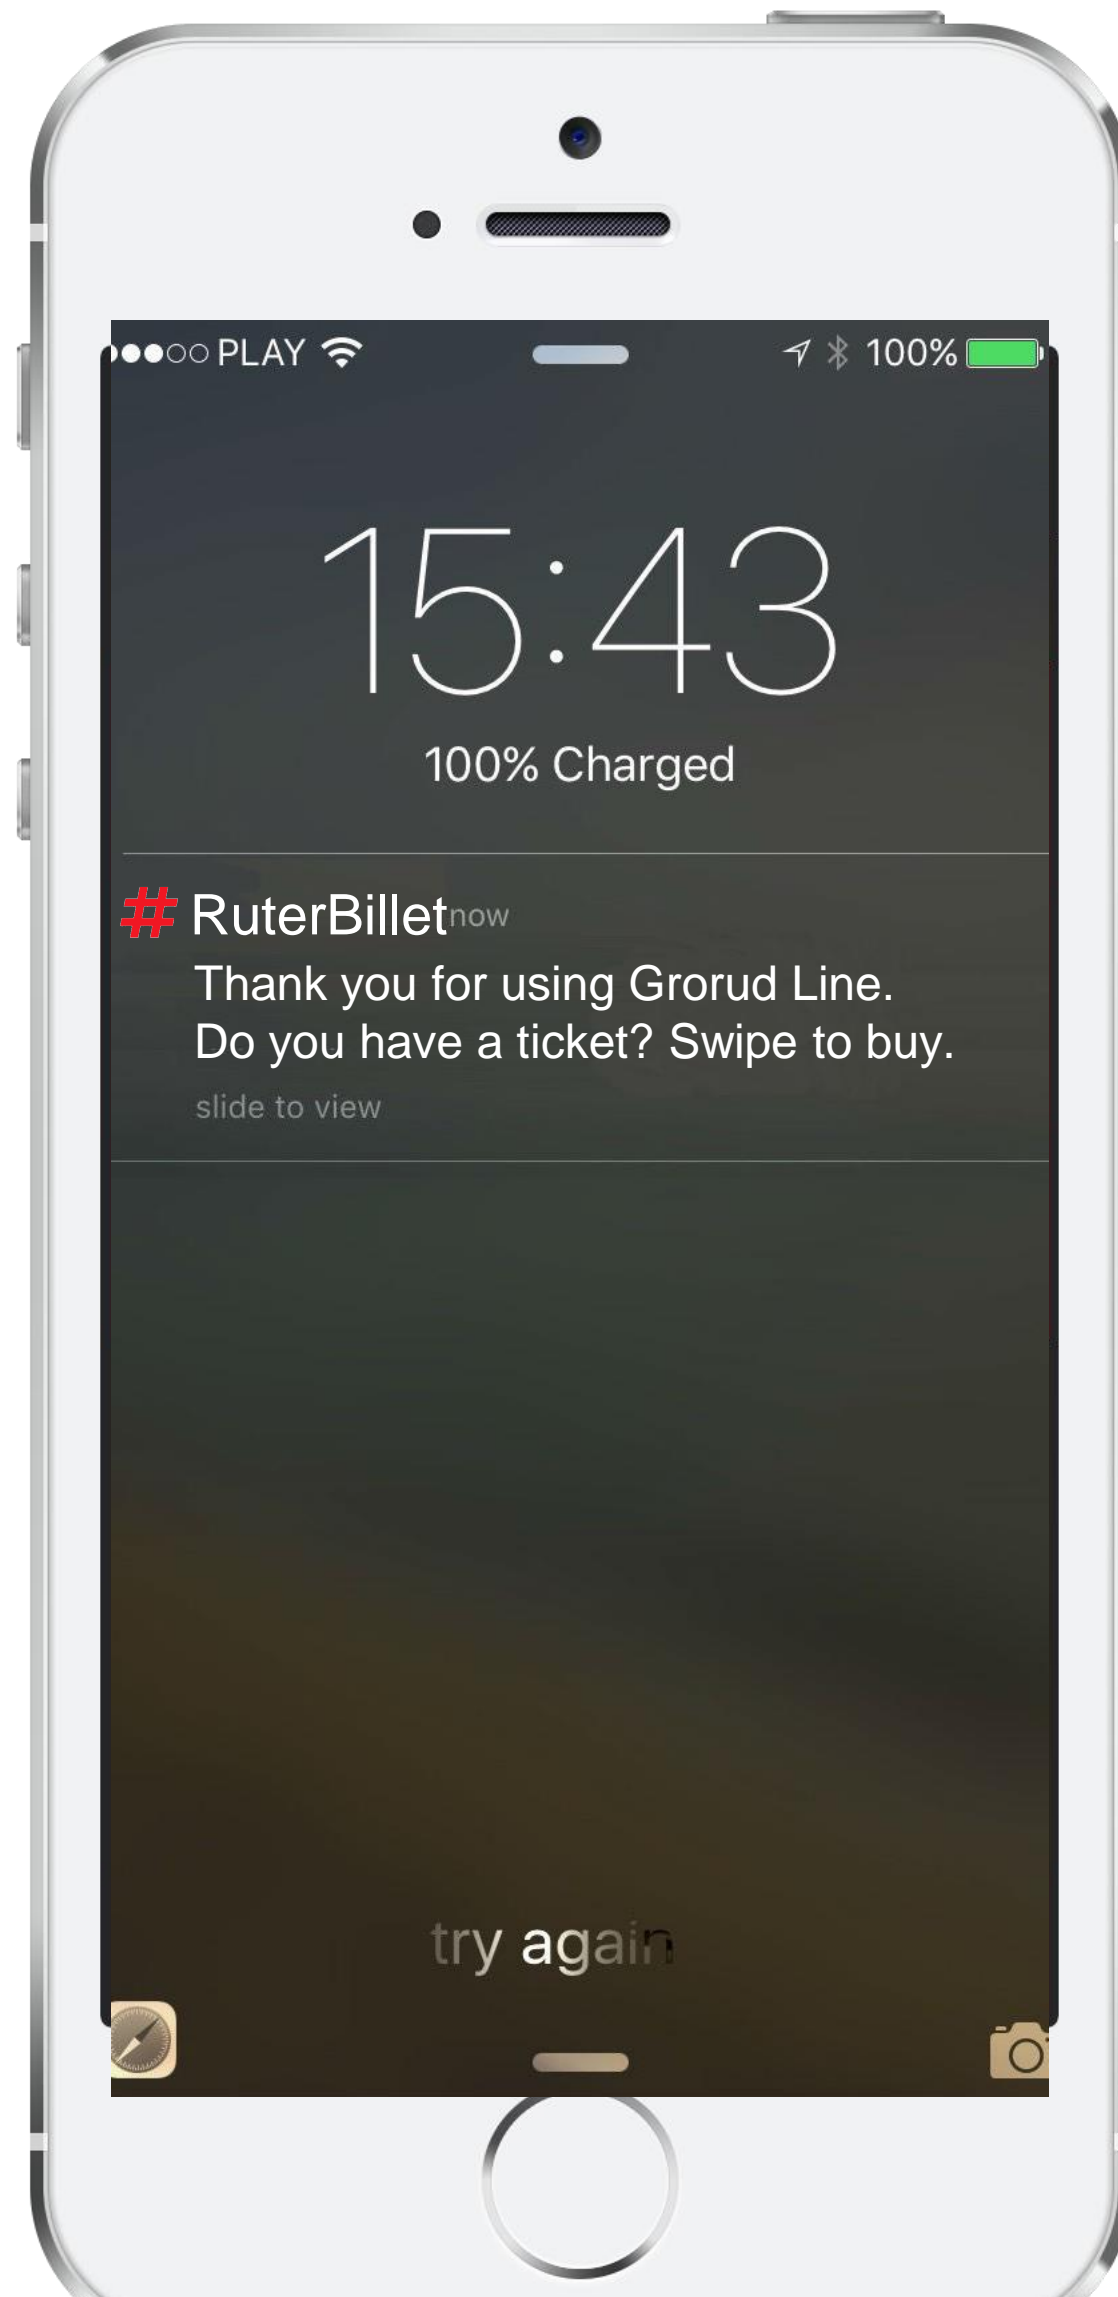 PLAY 100%
15:43
100% Charged
# RuterBillet now
Thank you for using Grorud Line.
Do you have a ticket? Swipe to buy.
slide to view
try again